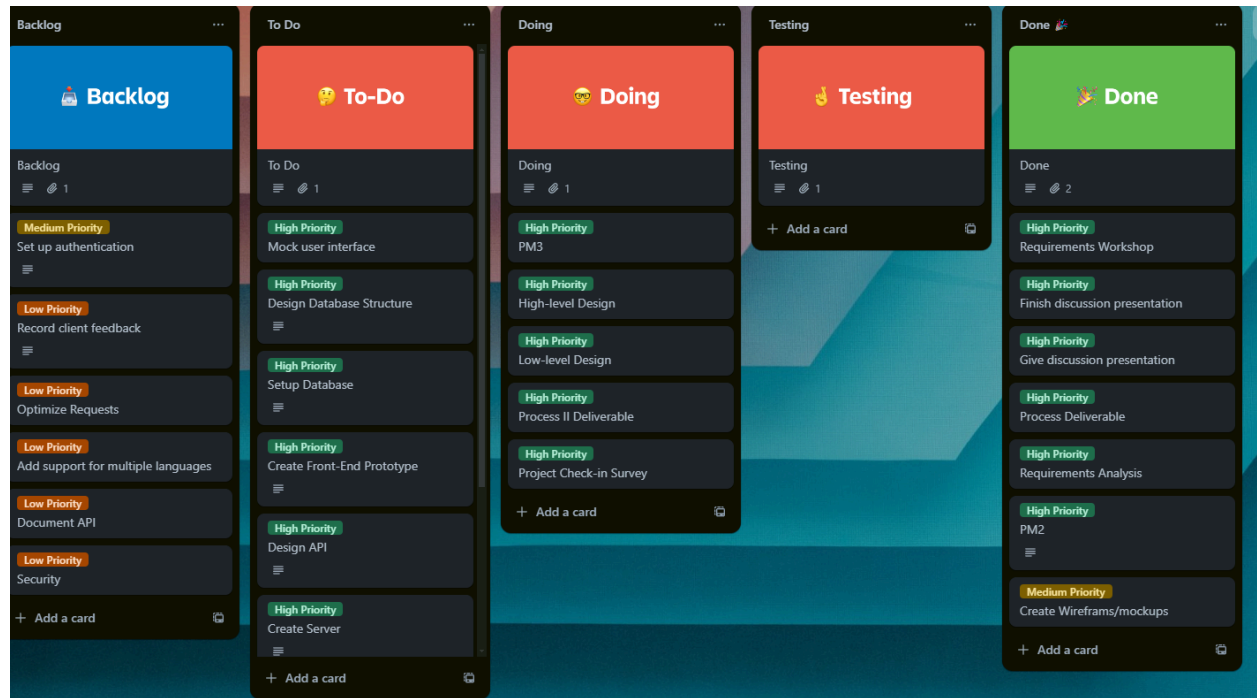 Backlog
Backlog
Backlog
1
Medium Priority
Set up authentication
Low Priority
Record client feedback
Low Priority
Optimize Requests
Low Priority
Add support for multiple languages
Low Priority
Document API
Low Priority
Security
+ Add a card
To Do
🤔 To-Do
To Do
1
High Priority
Mock user interface
High Priority
Design Database Structure
High Priority
Setup Database
High Priority
Create Front-End Prototype
High Priority
Design API
High Priority
Create Server
+ Add a card
Doing
🤓 Doing
Doing
1
High Priority
PM3
High Priority
High-level Design
High Priority
Low-level Design
High Priority
Process II Deliverable
High Priority
Project Check-in Survey
+ Add a card
Testing
🤞 Testing
Testing
1
+ Add a card
Done 🎉
🎉 Done
Done
2
High Priority
Requirements Workshop
High Priority
Finish discussion presentation
High Priority
Give discussion presentation
High Priority
Process Deliverable
High Priority
Requirements Analysis
High Priority
PM2
Medium Priority
Create Wireframs/mockups
+ Add a card